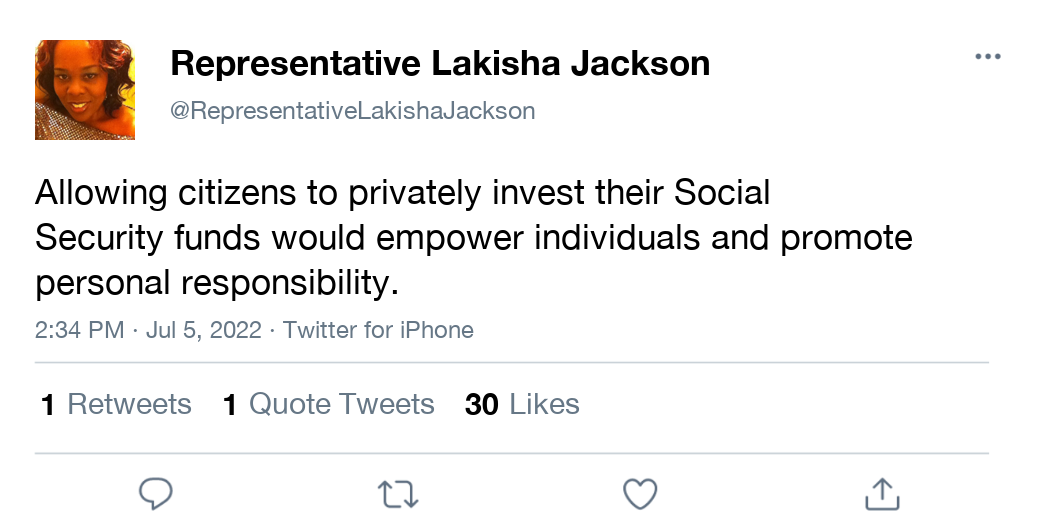 Representative Lakisha Jackson
@RepresentativeLakishaJackson
Allowing citizens to privately invest their Social
Security funds would empower individuals and promote
personal responsibility.
2:34 PM · Jul 5, 2022 · Twitter for iPhone
1 Retweets 1 Quote Tweets 30 Likes